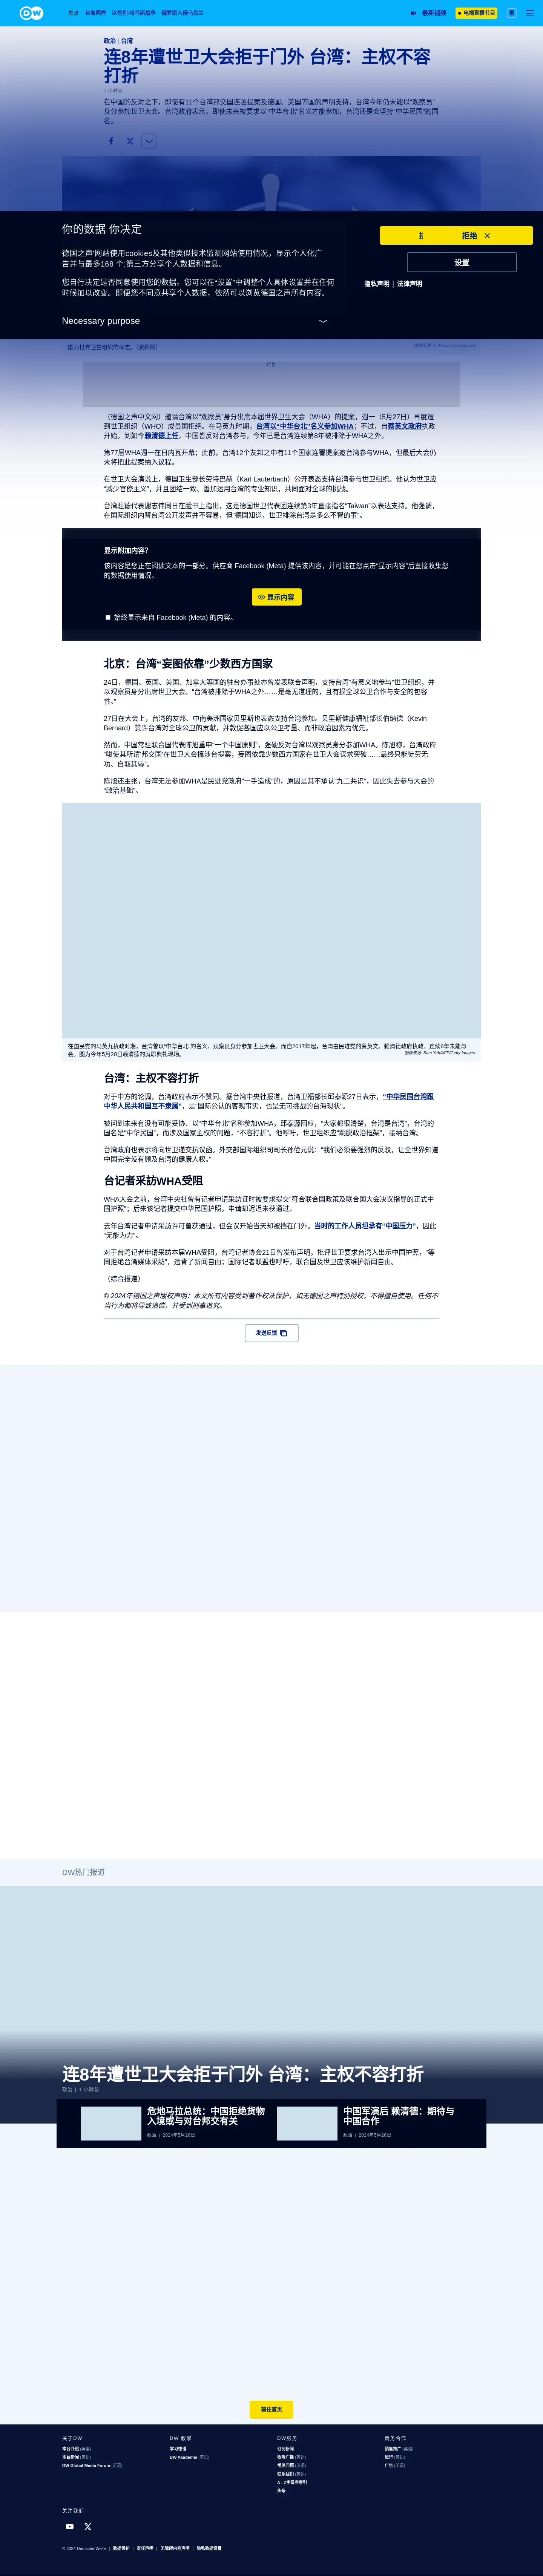 DW
焦点 台海两岸 以色列-哈马斯战争 俄罗斯入侵乌克兰 最新视频 电视直播节目 繁
政治 | 台湾
连8年遭世卫大会拒于门外 台湾：主权不容
打折
1 小时前
在中国的反对之下，即使有11个台湾邦交国连署提案及德国、美国等国的声明支持，台湾今年仍未能以“观察员”
身分出席世卫大会。台湾政府表示，即使未来被要求以“中华台北”名义才能参加，台湾还是会坚持“中华民国”的国
名。
你的数据 你决定
德国之声'网站使用cookies及其他类似技术监测网站使用情况，显示个人化广
告并与最多168 个;第三方分享个人数据和信息。
您自行决定是否同意使用您的数据。您可以在“设置”中调整个人具体设置并在任何
时候加以改变。即便您不同意共享个人数据，依然可以浏览德国之声所有内容。
Necessary purpose
拒绝
设置
隐私声明 | 法律声明
图为世界卫生组织的标志。（资料照）
广告
（德国之声中文网）邀请台湾以“观察员”身分出席本届世界卫生大会（WHA）的提案，週一（5月27日）再度遭
到世卫组织（WHO）成员国拒绝。在马英九时期，台湾以“中华台北”名义参加WHA；不过，自蔡英文政府执政
开始，到如今赖清德上任，中国皆反对台湾参与，今年已是台湾连续第8年被排除于WHA之外。
第77届WHA週一在日内瓦开幕；此前，台湾12个友邦之中有11个国家连署提案邀台湾参与WHA，但最后大会仍
未将把此提案纳入议程。
在世卫大会演说上，德国卫生部长劳特巴赫（Karl Lauterbach）公开表态支持台湾参与世卫组织。他认为世卫应
“减少官僚主义”，并且团结一致、善加运用台湾的专业知识，共同面对全球的挑战。
台湾驻德代表谢志伟同日在脸书上指出，这是德国世卫代表团连续第3年直接指名“Taiwan”以表达支持。他强调，
在国际组织内替台湾公开发声并不容易，但“德国知道，世卫排除台湾是多么不智的事”。
显示附加内容？
该内容是您正在阅读文本的一部分。供应商 Facebook (Meta) 提供该内容，并可能在您点击“显示内容”后直接收集您
的数据使用情况。
显示内容
始终显示来自 Facebook (Meta) 的内容。
北京：台湾“妄图依靠”少数西方国家
24日，德国、英国、美国、加拿大等国的驻台办事处亦曾发表联合声明，支持台湾“有意义地参与”世卫组织，并
以观察员身分出席世卫大会。“台湾被排除于WHA之外……是毫无道理的，且有损全球公卫合作与安全的包容
性。”
27日在大会上，台湾的友邦、中南美洲国家贝里斯也表态支持台湾参加。贝里斯健康福祉部长伯纳德（Kevin
Bernard）赞许台湾对全球公卫的贡献，并敦促各国应以公卫考量、而非政治因素为优先。
然而，中国常驻联合国代表陈旭重申“一个中国原则”，强硬反对台湾以观察员身分参加WHA。陈旭称，台湾政府
“唆使其所谓‘邦交国’在世卫大会搞涉台提案，妄图依靠少数西方国家在世卫大会谋求突破……最终只能徒劳无
功、自取其辱”。
陈旭还主张，台湾无法参加WHA是民进党政府“一手造成”的，原因是其不承认“九二共识”，因此失去参与大会的
“政治基础”。
在国民党的马英九执政时期，台湾曾以“中华台北”的名义、观察员身分参加世卫大会。而自2017年起，台湾由民进党的蔡英文、赖清德政府执政，连续8年未能与
会。图为今年5月20日赖清德的就职典礼现场。
图像来源: Sam Yeh/AFP/Getty Images
台湾：主权不容打折
对于中方的论调，台湾政府表示不赞同。据台湾中央社报道，台湾卫福部长邱泰源27日表示，“中华民国台湾跟
中华人民共和国互不隶属”，是“国际公认的客观事实，也是无可挑战的台海现状”。
被问到未来有没有可能妥协、以“中华台北”名称参加WHA，邱泰源回应，“大家都很清楚，台湾是台湾”，台湾的
国名是“中华民国”，而涉及国家主权的问题，“不容打折”。他呼吁，世卫组织应“跳脱政治框架”，接纳台湾。
台湾政府也表示将向世卫递交抗议函。外交部国际组织司司长孙俭元说：“我们必须要强烈的反驳，让全世界知道
中国完全没有顾及台湾的健康人权。”
台记者采訪WHA受阻
WHA大会之前，台湾中央社曾有记者申请采訪证时被要求提交“符合联合国政策及联合国大会决议指导的正式中
国护照”；后来该记者提交中华民国护照，申请却迟迟未获通过。
去年台湾记者申请采訪许可曾获通过，但会议开始当天却被挡在门外。当时的工作人员坦承有“中国压力”，因此
“无能为力”。
对于台湾记者申请采訪本届WHA受阻，台湾记者协会21日曾发布声明，批评世卫要求台湾人出示中国护照，“等
同拒绝台湾媒体采訪”，违背了新闻自由；国际记者联盟也呼吁，联合国及世卫应该维护新闻自由。
（综合报道）
© 2024年德国之声版权声明：本文所有内容受到著作权法保护，如无德国之声特别授权，不得擅自使用。任何不
当行为都将导致追偿，并受到刑事追究。
发送反馈
DW热门报道
连8年遭世卫大会拒于门外 台湾：主权不容打折
政治 | 1 小时前
危地马拉总统：中国拒绝货物
入境或与对台邦交有关
政治 | 2024年5月26日
中国军演后 赖清德：期待与
中国合作
政治 | 2024年5月26日
前往首页
关于DW
本台介绍 (英语)
本台新闻 (英语)
DW Global Media Forum (英语)
DW 教學
学习德语
DW Akademie (英语)
DW服务
订阅新闻
收听广播 (英语)
常见问题 (英语)
联系我们 (英语)
A - Z字母序索引
头条
商务合作
销售推广 (英语)
旅行 (英语)
广告 (英语)
关注我们
© 2024 Deutsche Welle | 数据保护 | 责任声明 | 无障碍内容声明 | 隐私数据设置